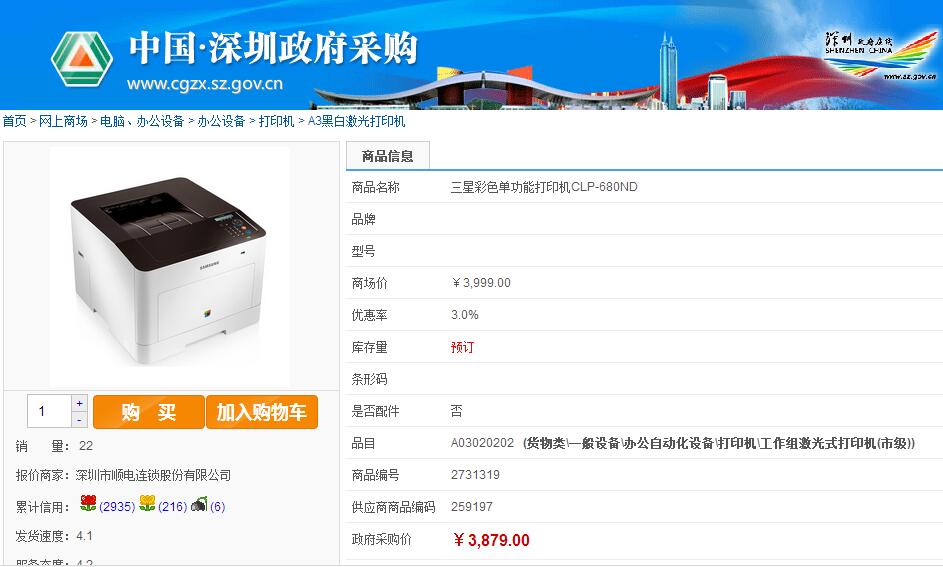 中国·深圳政府采购
www.cgzx.sz.gov.cn
深圳政府在线
SHENZHEN CHINA
www.sz.gov.cn
首页 > 网上商场 > 电脑、办公设备 > 办公设备 > 打印机 > A3黑白激光打印机
SAMSUNG
1 + -
购 买
加入购物车
销 量: 22
报价商家: 深圳市顺电连锁股份有限公司
累计信用: (2935) (216) (6)
发货速度: 4.1
服务态度: 4.2
商品信息
商品名称 三星彩色单功能打印机CLP-680ND
品牌
型号
商场价 ¥3,999.00
优惠率 3.0%
库存量 预订
条形码
是否配件 否
品目 A03020202 (货物类\一般设备\办公自动化设备\打印机\工作组激光式打印机(市级))
商品编号 2731319
供应商商品编码 259197
政府采购价 ¥3,879.00